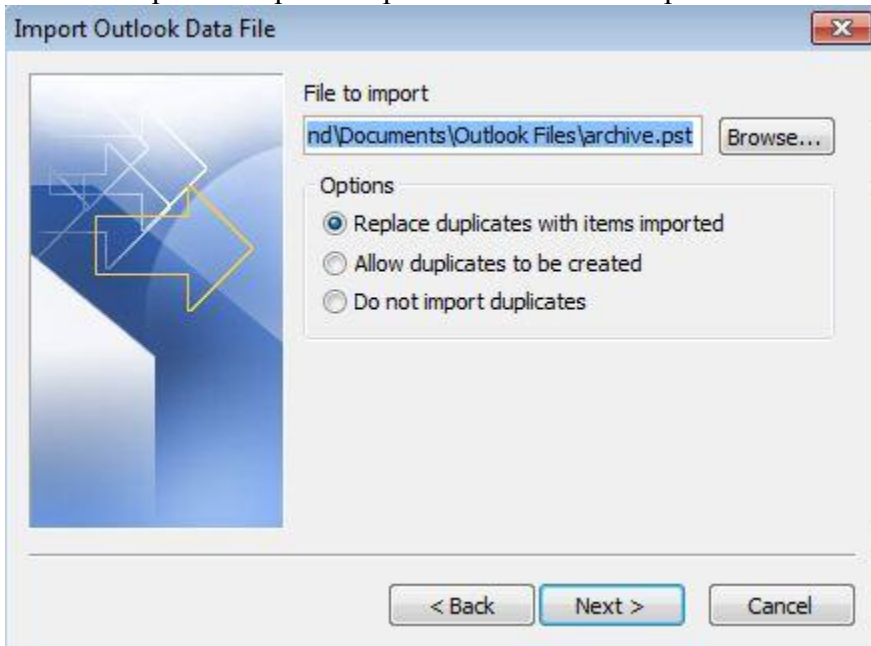 Import Outlook Data File
File to import
nd\Documents\Outlook Files\archive.pst
Browse...
Options
Replace duplicates with items imported
Allow duplicates to be created
Do not import duplicates
< Back
Next >
Cancel